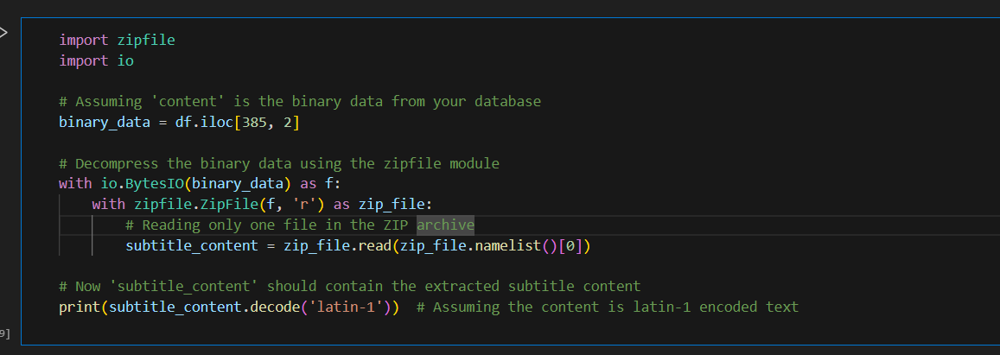 import zipfile
import io
# Assuming 'content' is the binary data from your database
binary_data = df.iloc[385, 2]
# Decompress the binary data using the zipfile module
with io.BytesIO(binary_data) as f:
with zipfile.ZipFile(f, 'r') as zip_file:
# Reading only one file in the ZIP archive
subtitle_content = zip_file.read(zip_file.namelist()[0])
# Now 'subtitle_content' should contain the extracted subtitle content
print(subtitle_content.decode('latin-1')) # Assuming the content is latin-1 encoded text
9]